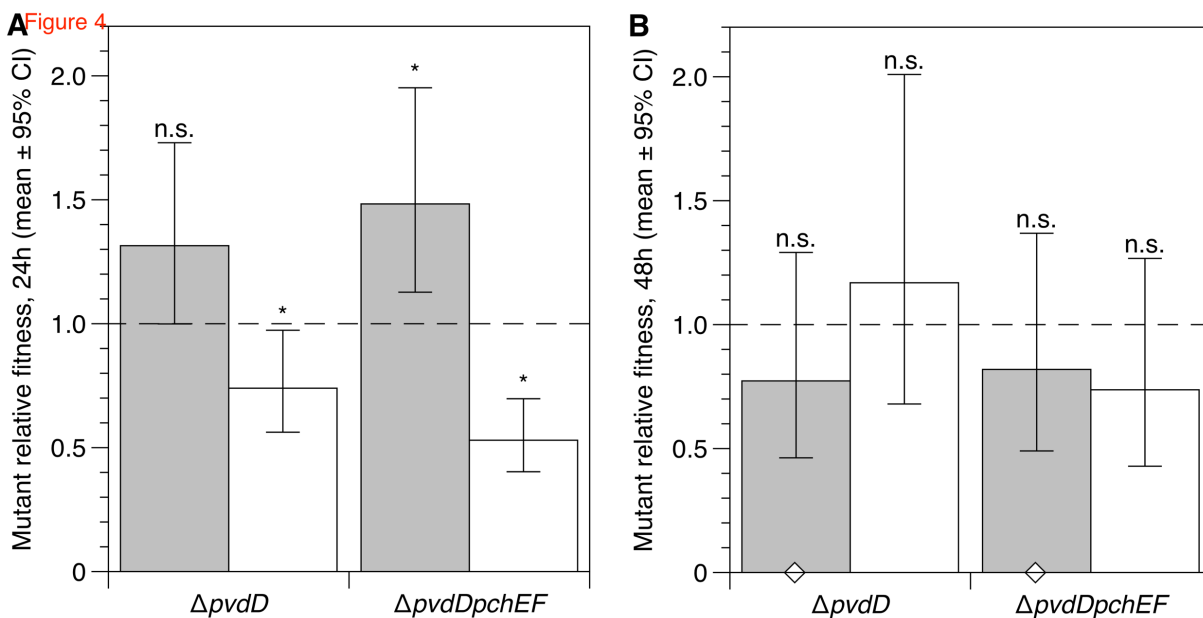 A Figure 4
Mutant relative fitness, 24h (mean ± 95% CI)
2.0
1.5
1.0
0.5
0
n.s.
*
*
*
ΔpvdD
ΔpvdDpchEF
B
Mutant relative fitness, 48h (mean ± 95% CI)
2.0
1.5
1.0
0.5
0
n.s.
n.s.
n.s.
n.s.
ΔpvdD
ΔpvdDpchEF